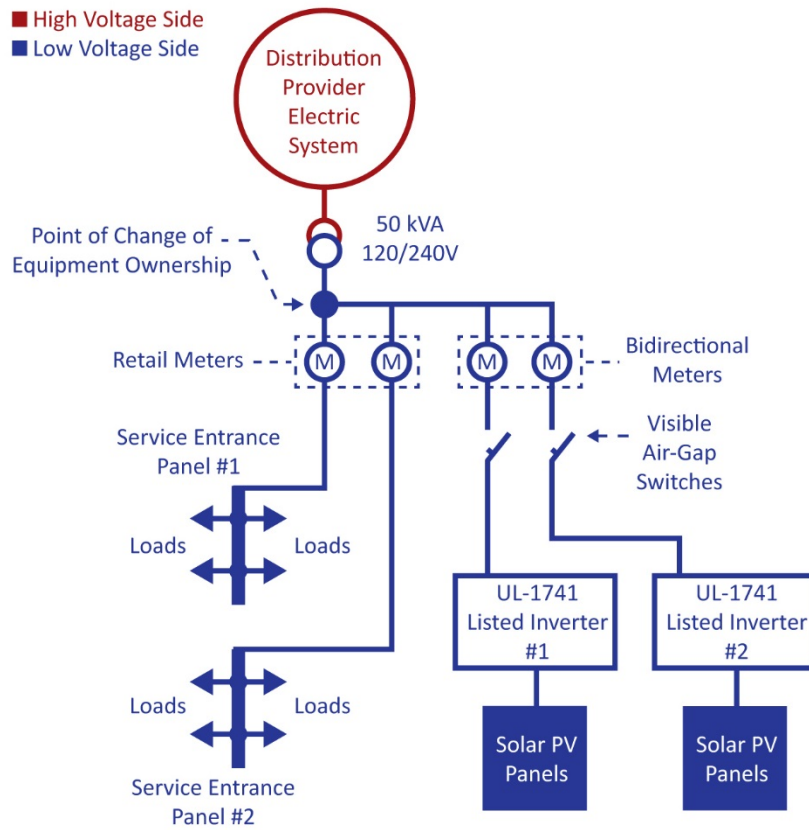 High Voltage Side
Low Voltage Side
Distribution
Provider
Electric
System
50 kVA
120/240V
Point of Change of
Equipment Ownership
Retail Meters
M
M
M
M
Bidirectional
Meters
Service Entrance
Panel #1
Visible
Air-Gap
Switches
Loads
Loads
UL-1741
Listed Inverter
#1
UL-1741
Listed Inverter
#2
Loads
Loads
Solar PV
Panels
Solar PV
Panels
Service Entrance
Panel #2